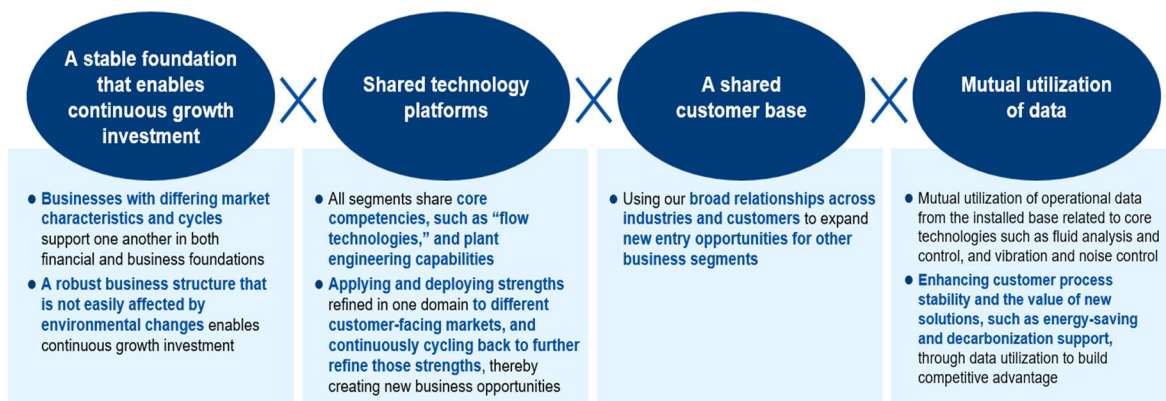 A stable foundation
that enables
continuous growth
investment
Shared technology
platforms
A shared
customer base
Mutual utilization
of data
● Businesses with differing market
characteristics and cycles
support one another in both
financial and business foundations
● A robust business structure that
is not easily affected by
environmental changes enables
continuous growth investment
● All segments share core
competencies, such as “flow
technologies,” and plant
engineering capabilities
● Applying and deploying strengths
refined in one domain to different
customer-facing markets, and
continuously cycling back to further
refine those strengths, thereby
creating new business opportunities
● Using our broad relationships across
industries and customers to expand
new entry opportunities for other
business segments
● Mutual utilization of operational data
from the installed base related to core
technologies such as fluid analysis and
control, and vibration and noise control
● Enhancing customer process
stability and the value of new
solutions, such as energy-saving
and decarbonization support,
through data utilization to build
competitive advantage